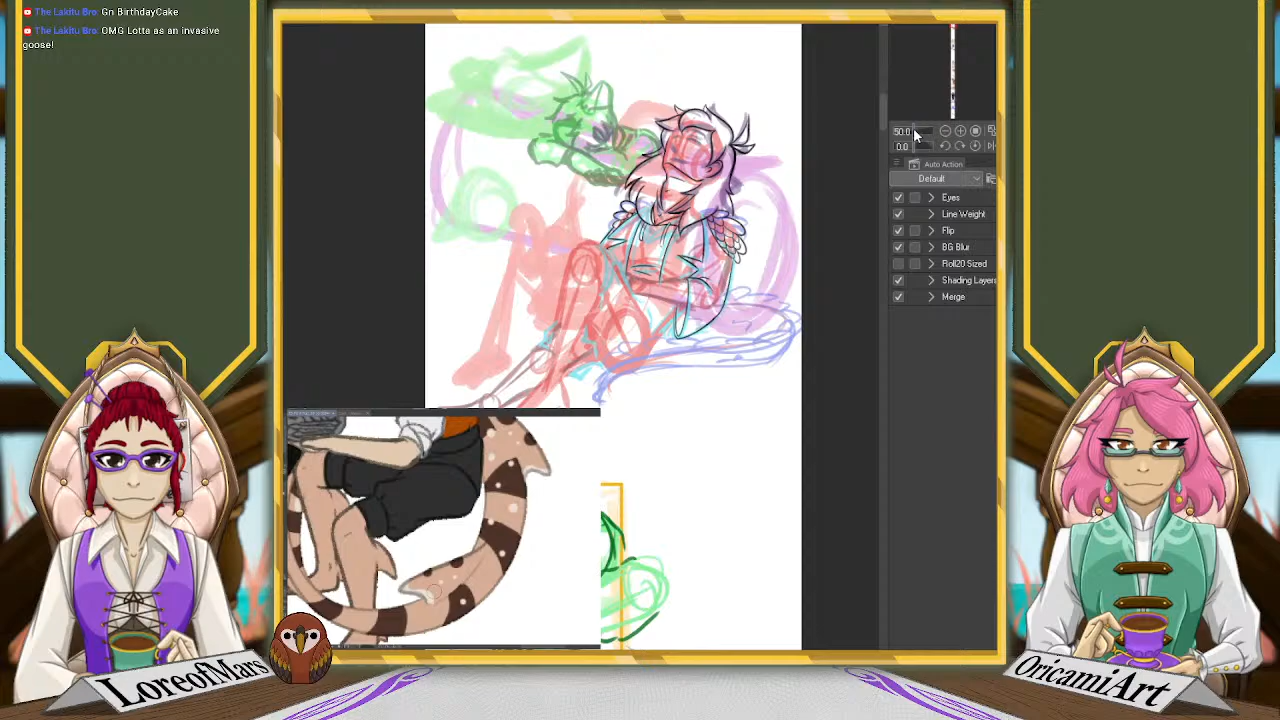 The Lakitu Bro: Gn BirthdayCake
The Lakitu Bro: OMG Lotta as an invasive
goose!
50.0
0.0
Auto Action
Default
Eyes
Line Weight
Flip
BG Blur
Roll20 Sized
Shading Layers
Merge
LoreofMars
OricamiArt